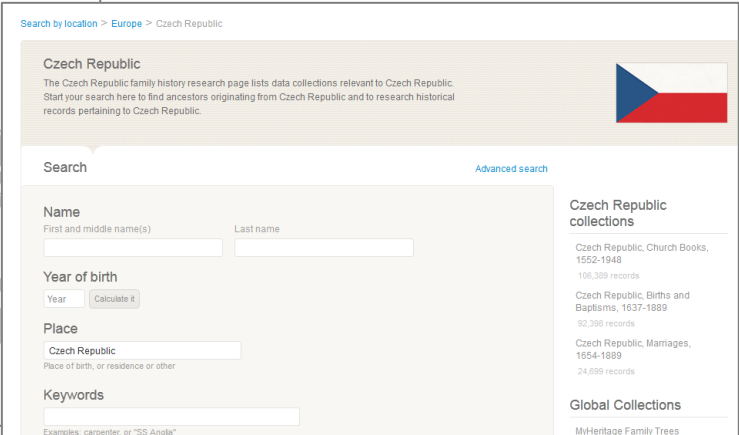 Search by location > Europe > Czech Republic
Czech Republic
The Czech Republic family history research page lists data collections relevant to Czech Republic.
Start your search here to find ancestors originating from Czech Republic and to research historical
records pertaining to Czech Republic.
Search
Advanced search
Name
First and middle name(s) Last name
Year of birth
Year Calculate it
Place
Czech Republic
Place of birth, or residence or other
Keywords
Examples: carpenter, or "SS Anglia"
Czech Republic
collections
Czech Republic, Church Books,
1552-1948
106,389 records
Czech Republic, Births and
Baptisms, 1637-1889
92,398 records
Czech Republic, Marriages,
1654-1889
24,699 records
Global Collections
MyHeritage Family Trees